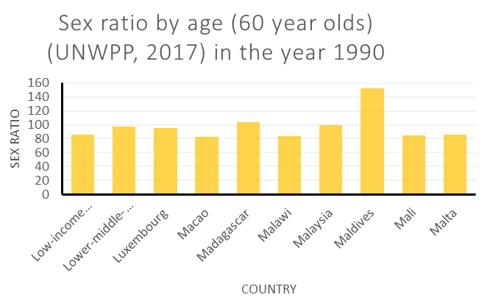 Sex ratio by age (60 year olds)
(UNWPP, 2017) in the year 1990
160
140
120
100
80
60
40
20
0
SEX RATIO
Low-income...
Lower-middle-...
Luxembourg
Macao
Madagascar
Malawi
Malaysia
Maldives
Mali
Malta
COUNTRY